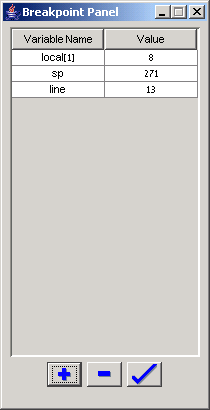 Breakpoint Panel
Variable Name Value
local[1] 8
sp 271
line 13